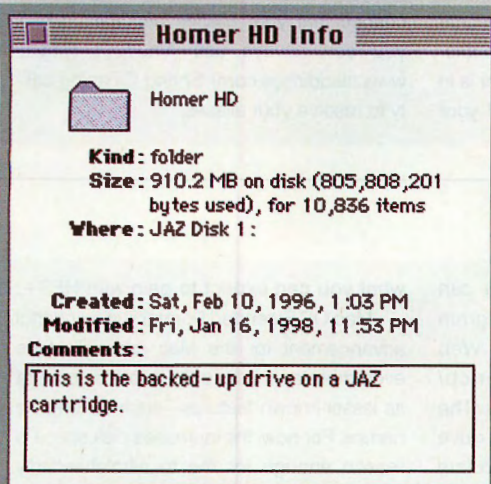 Homer HD Info
Homer HD
Kind: folder
Size: 910.2 MB on disk (805,808,201
bytes used), for 10,836 items
Where: JAZ Disk 1:
Created: Sat, Feb 10, 1996, 1:03 PM
Modified: Fri, Jan 16, 1998, 11:53 PM
Comments:
This is the backed-up drive on a JAZ
cartridge.